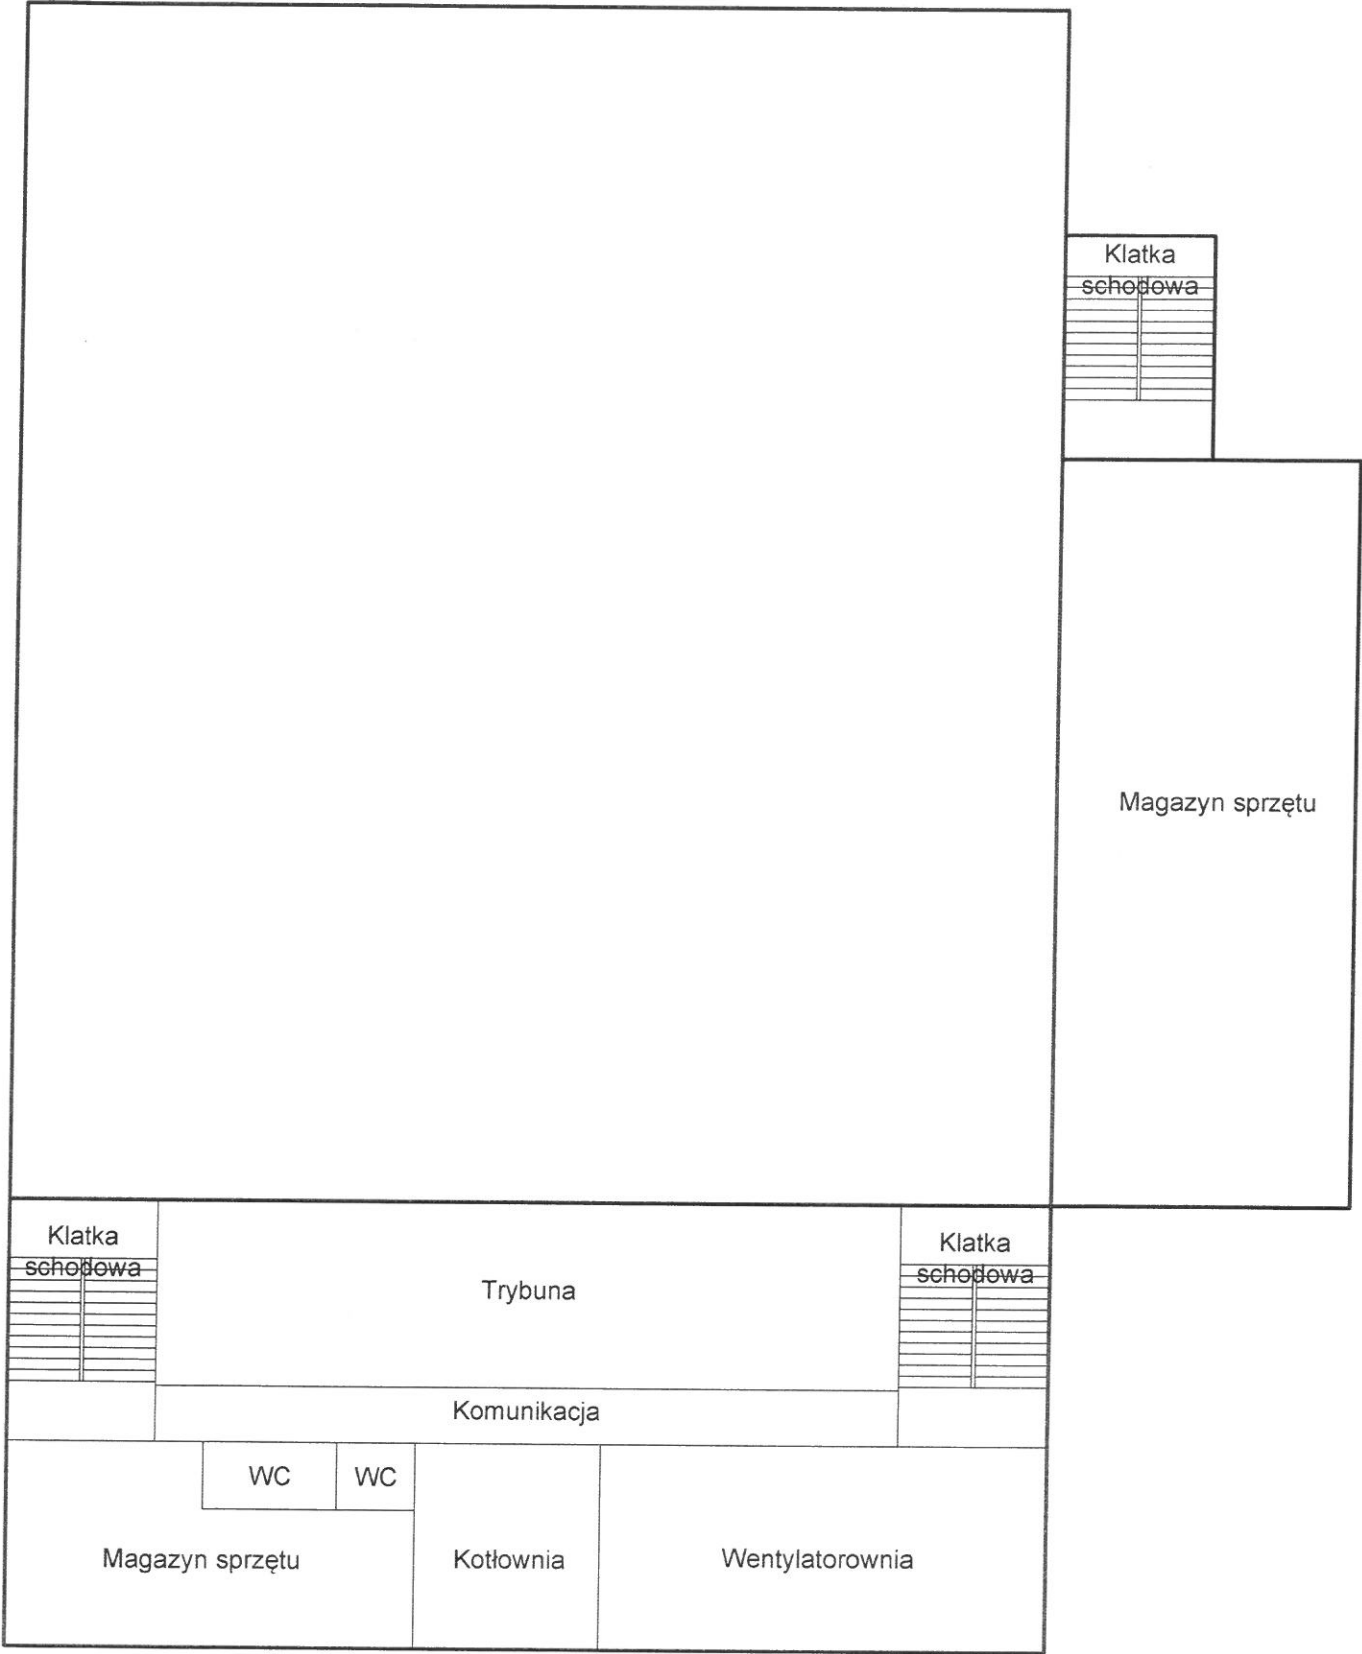 Klatka
schodowa
Magazyn sprzętu
Klatka
schodowa
Trybuna
Klatka
schodowa
Komunikacja
WC
WC
Magazyn sprzętu
Kotłownia
Wentylatorownia